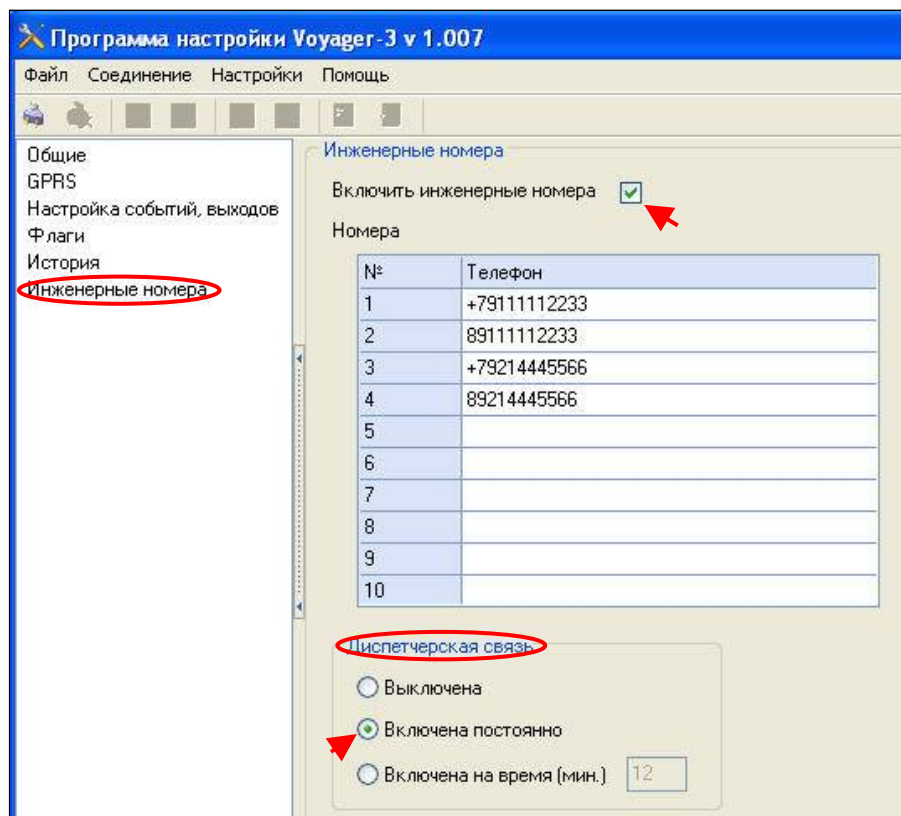 Программа настройки Voyager-3 v 1.007
Файл Соединение Настройки Помощь
Общие
GPRS
Настройка событий, выходов
Флаги
История
Инженерные номера
Инженерные номера
Включить инженерные номера
Номера
№ Телефон
1 +79111112233
2 89111112233
3 +79214445566
4 89214445566
5
6
7
8
9
10
Диспетчерская связь
Выключена
Включена постоянно
Включена на время (мин.) 12